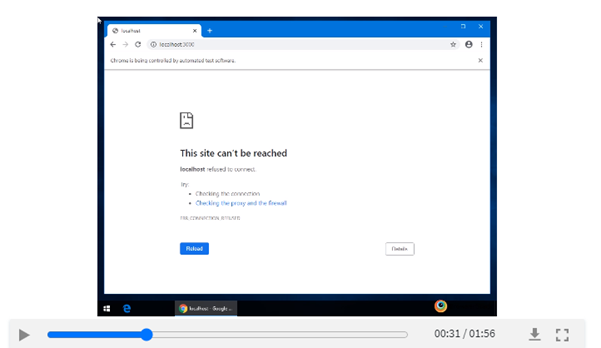 localhost
localhost:3000
Chrome is being controlled by automated test software.
This site can't be reached
localhost refused to connect.
Try:
Checking the connection
Checking the proxy and the firewall
ERR_CONNECTION_REFUSED
Reload
Details
localhost - Google ...
00:31 / 01:56